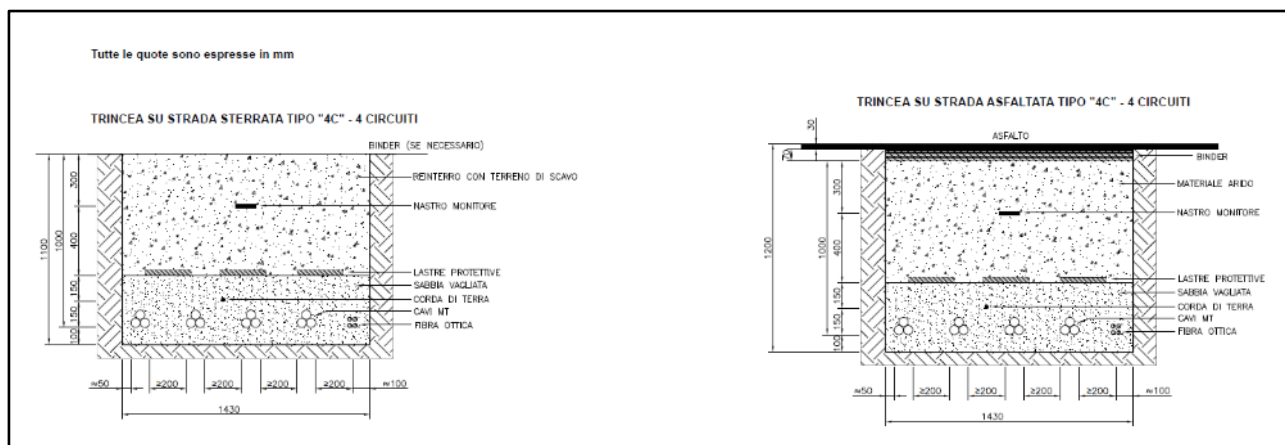 Tutte le quote sono espresse in mm
TRINCEA SU STRADA STERRATA TIPO "4C" - 4 CIRCUITI
BINDER (SE NECESSARIO)
REINTERRO CON TERRENO DI SCAVO
NASTRO MONITORE
LASTRE PROTETTIVE
SABBIA VAGLIATA
CORDA DI TERRA
CAVI MT
FIBRA OTTICA
1100
1000
300
400
150
150
100
≈50
≥200
≥200
≥200
≥200
≈100
1430
TRINCEA SU STRADA ASFALTATA TIPO "4C" - 4 CIRCUITI
30
ASFALTO
70
BINDER
MATERIALE ARIDO
NASTRO MONITORE
LASTRE PROTETTIVE
SABBIA VAGLIATA
CORDA DI TERRA
CAVI MT
FIBRA OTTICA
1200
1000
300
400
150
150
100
≈50
≥200
≥200
≥200
≥200
≈100
1430